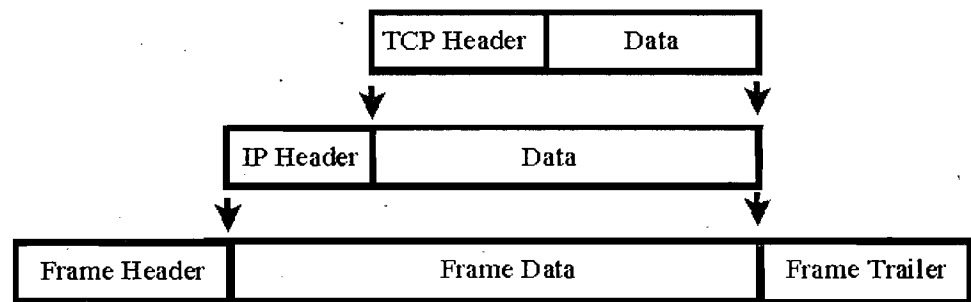 TCP Header Data
IP Header Data
Frame Header Frame Data Frame Trailer